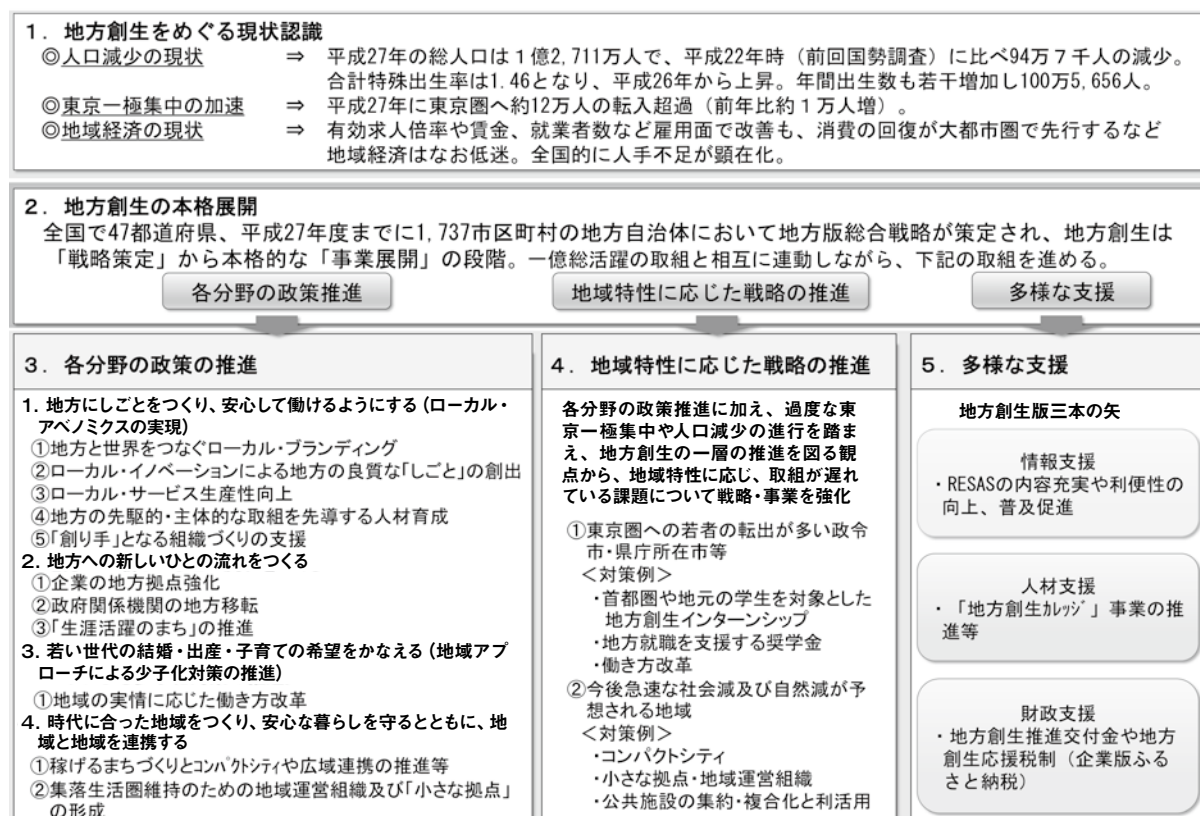 １．地方創生をめぐる現状認識
◎人口減少の現状　⇒　平成27年の総人口は１億2,711万人で、平成22年時（前回国勢調査）に比べ94万７千人の減少。
合計特殊出生率は1.46となり、平成26年から上昇。年間出生数も若干増加し100万5,656人。
◎東京一極集中の加速　⇒　平成27年に東京圏へ約12万人の転入超過（前年比約１万人増）。
◎地域経済の現状　⇒　有効求人倍率や賃金、就業者数など雇用面で改善も、消費の回復が大都市圏で先行するなど
地域経済はなお低迷。全国的に人手不足が顕在化。
２．地方創生の本格展開
全国で47都道府県、平成27年度までに1,737市区町村の地方自治体において地方版総合戦略が策定され、地方創生は
「戦略策定」から本格的な「事業展開」の段階。一億総活躍の取組と相互に連動しながら、下記の取組を進める。
各分野の政策推進
地域特性に応じた戦略の推進
多様な支援
３．各分野の政策の推進
1．地方にしごとをつくり、安心して働けるようにする（ローカル・
アベノミクスの実現）
①地方と世界をつなぐローカル・ブランディング
②ローカル・イノベーションによる地方の良質な「しごと」の創出
③ローカル・サービス生産性向上
④地方の先駆的・主体的な取組を先導する人材育成
⑤「創り手」となる組織づくりの支援
2．地方への新しいひとの流れをつくる
①企業の地方拠点強化
②政府関係機関の地方移転
③「生涯活躍のまち」の推進
3．若い世代の結婚・出産・子育ての希望をかなえる（地域アプ
ローチによる少子化対策の推進）
①地域の実情に応じた働き方改革
4．時代に合った地域をつくり、安心な暮らしを守るとともに、地
域と地域を連携する
①稼げるまちづくりとｺﾝﾊﾟｸﾄｼﾃｨや広域連携の推進等
②集落生活圏維持のための地域運営組織及び「小さな拠点」
の形成
４．地域特性に応じた戦略の推進
各分野の政策推進に加え、過度な東
京一極集中や人口減少の進行を踏ま
え、地方創生の一層の推進を図る観
点から、地域特性に応じ、取組が遅れ
ている課題について戦略・事業を強化
①東京圏への若者の転出が多い政令
市・県庁所在市等
＜対策例＞
・首都圏や地元の学生を対象とした
地方創生インターンシップ
・地方就職を支援する奨学金
・働き方改革
②今後急速な社会減及び自然減が予
想される地域
＜対策例＞
・コンパクトシティ
・小さな拠点・地域運営組織
・公共施設の集約・複合化と利活用
５．多様な支援
地方創生版三本の矢
情報支援
・RESASの内容充実や利便性の
向上、普及促進
人材支援
・「地方創生ｶﾚｯｼﾞ」事業の推
進等
財政支援
・地方創生推進交付金や地方
創生応援税制（企業版ふる
さと納税）